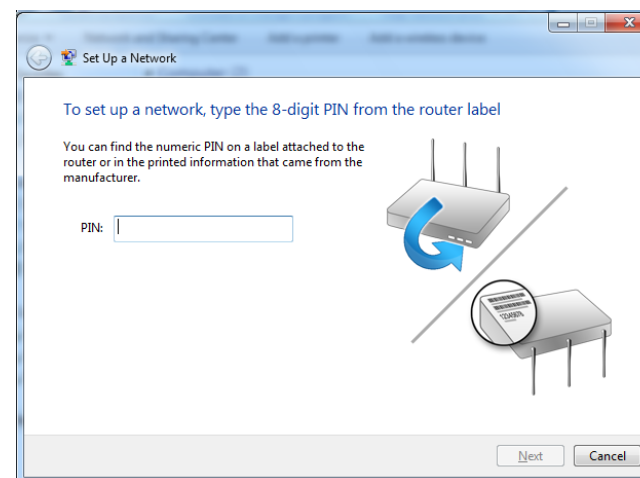 Set Up a Network
To set up a network, type the 8-digit PIN from the router label
You can find the numeric PIN on a label attached to the
router or in the printed information that came from the
manufacturer.
PIN:
12345678
Next
Cancel